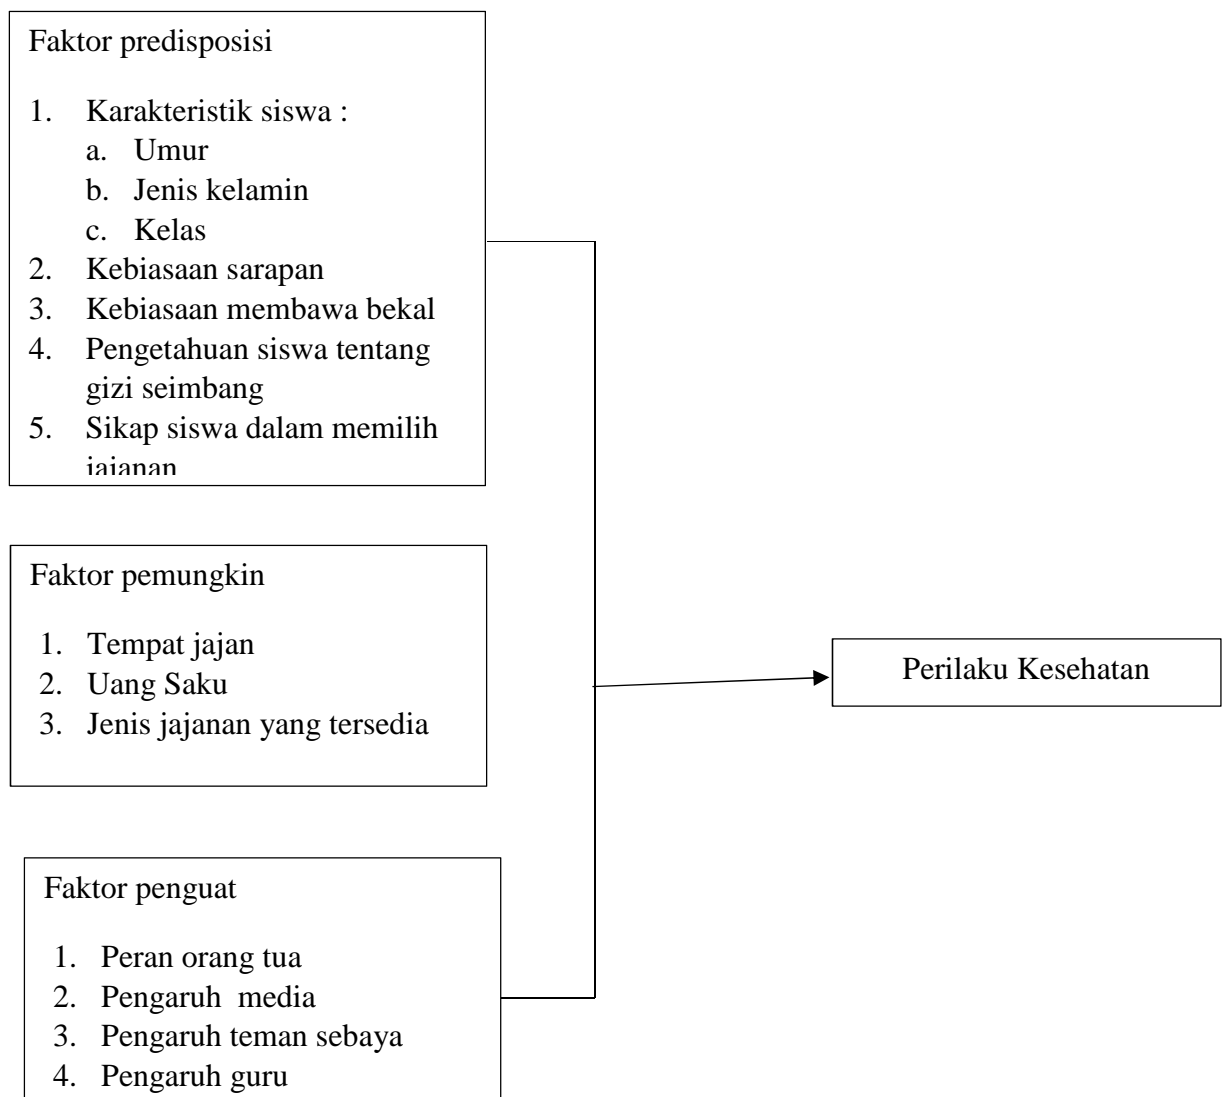 Faktor predisposisi
1. Karakteristik siswa :
a. Umur
b. Jenis kelamin
c. Kelas
2. Kebiasaan sarapan
3. Kebiasaan membawa bekal
4. Pengetahuan siswa tentang
gizi seimbang
5. Sikap siswa dalam memilih
jajanan
Faktor pemungkin
1. Tempat jajan
2. Uang Saku
3. Jenis jajanan yang tersedia
Perilaku Kesehatan
Faktor penguat
1. Peran orang tua
2. Pengaruh  media
3. Pengaruh teman sebaya
4. Pengaruh guru